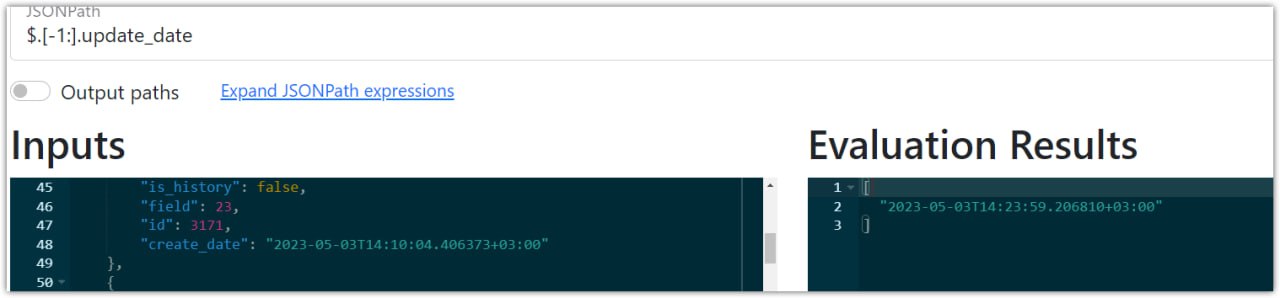 JSONPath
$.[-1:].update_date
Output paths
Expand JSONPath expressions
Inputs
Evaluation Results
45 "is_history": false,
46 "field": 23,
47 "id": 3171,
48 "create_date": "2023-05-03T14:10:04.406373+03:00"
49 },
50 {
1 [
2 "2023-05-03T14:23:59.206810+03:00"
3 ]